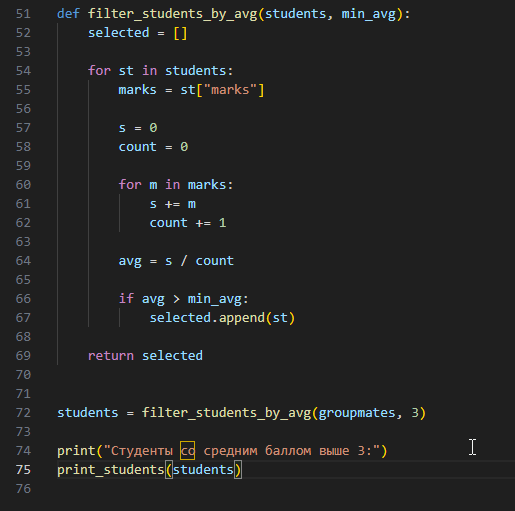 51 def filter_students_by_avg(students, min_avg):
52     selected = []
53
54     for st in students:
55         marks = st["marks"]
56
57         s = 0
58         count = 0
59
60         for m in marks:
61             s += m
62             count += 1
63
64         avg = s / count
65
66         if avg > min_avg:
67             selected.append(st)
68
69     return selected
70
71
72 students = filter_students_by_avg(groupmates, 3)
73
74 print("Студенты со средним баллом выше 3:")
75 print_students(students)
76